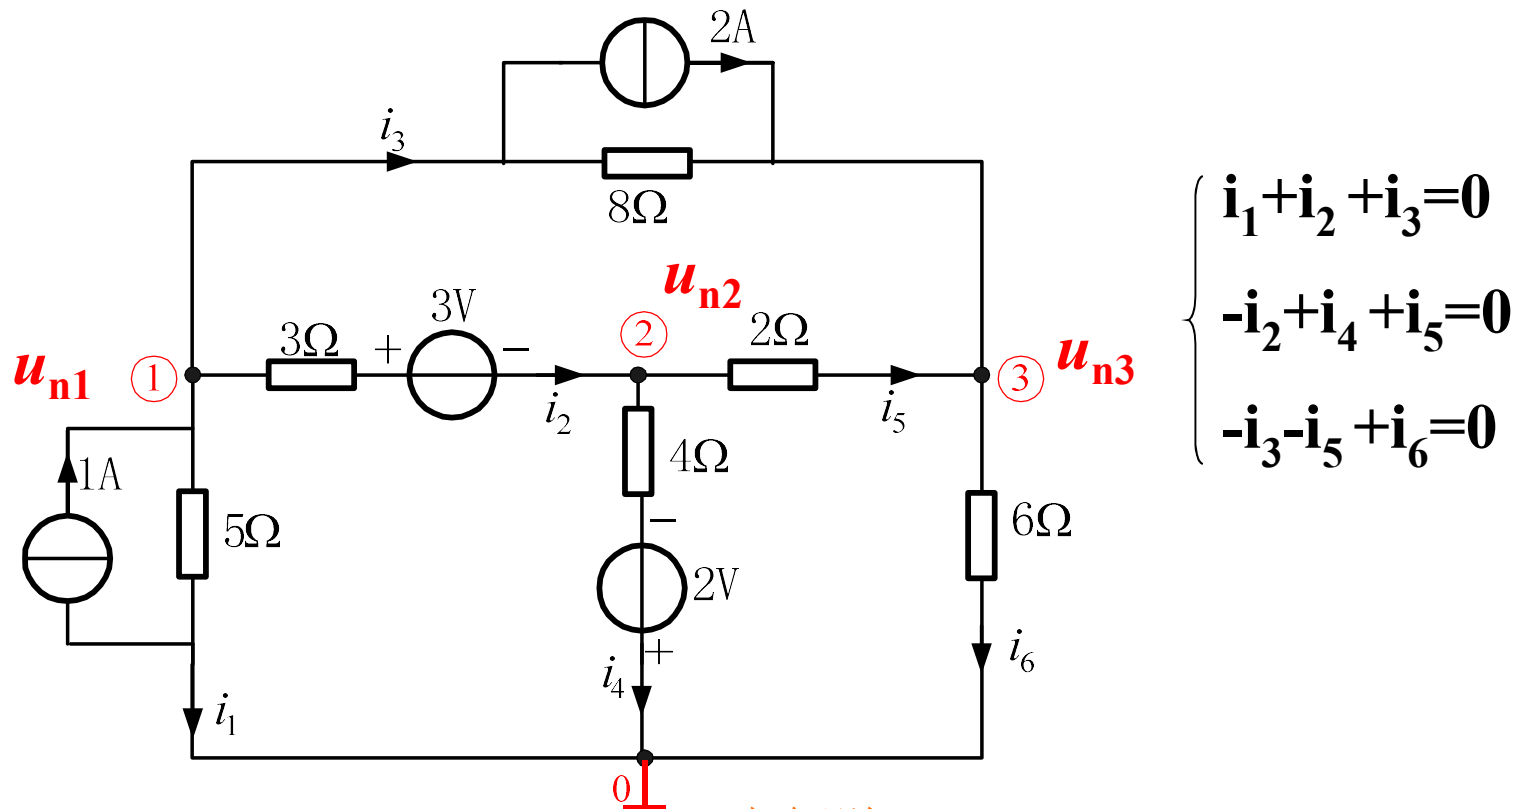 2A
i3
8Ω
i1+i2 +i3=0
un2
3V
3Ω
+
-
②
2Ω
-i2+i4 +i5=0
un1
①
③
un3
i2
i5
-i3-i5 +i6=0
1A
4Ω
5Ω
-
6Ω
2V
+
i4
i6
i1
0